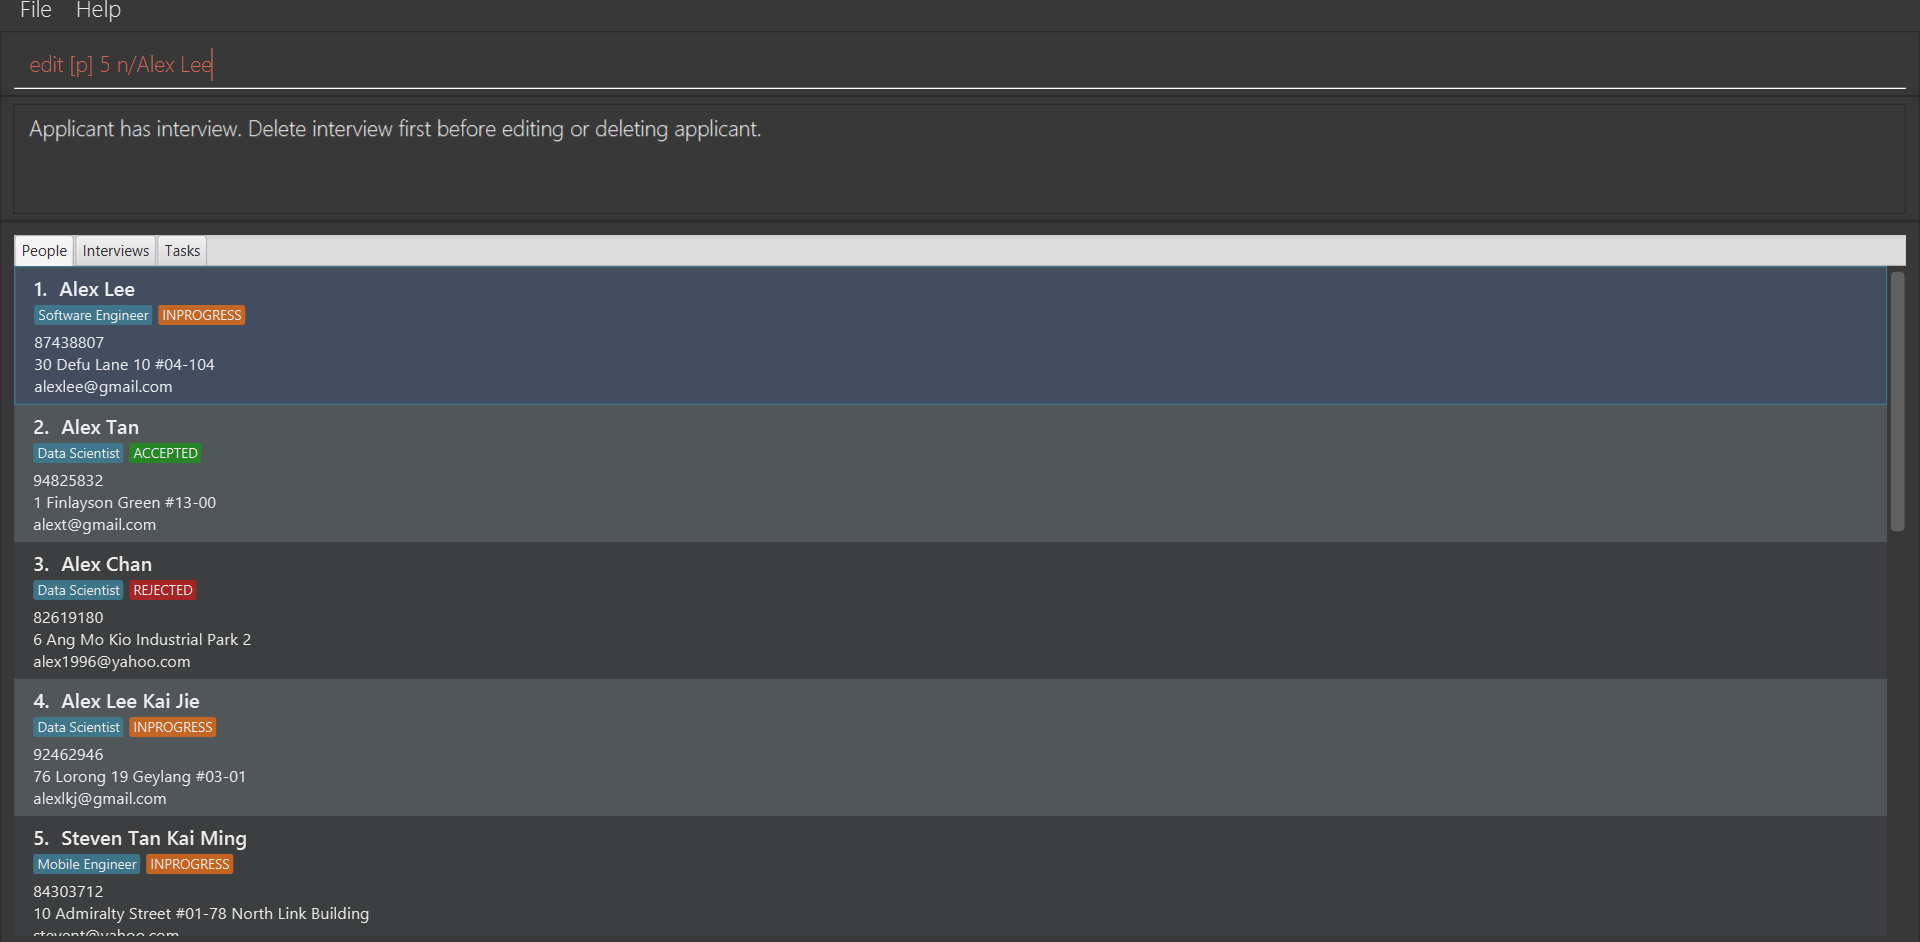 File Help
edit [p] 5 n/Alex Lee
Applicant has interview. Delete interview first before editing or deleting applicant.
People Interviews Tasks
1. Alex Lee
Software Engineer INPROGRESS
87438807
30 Defu Lane 10 #04-104
alexlee@gmail.com
2. Alex Tan
Data Scientist ACCEPTED
94825832
1 Finlayson Green #13-00
alext@gmail.com
3. Alex Chan
Data Scientist REJECTED
82619180
6 Ang Mo Kio Industrial Park 2
alex1996@yahoo.com
4. Alex Lee Kai Jie
Data Scientist INPROGRESS
92462946
76 Lorong 19 Geylang #03-01
alexlkj@gmail.com
5. Steven Tan Kai Ming
Mobile Engineer INPROGRESS
84303712
10 Admiralty Street #01-78 North Link Building
stevent@yahoo.com